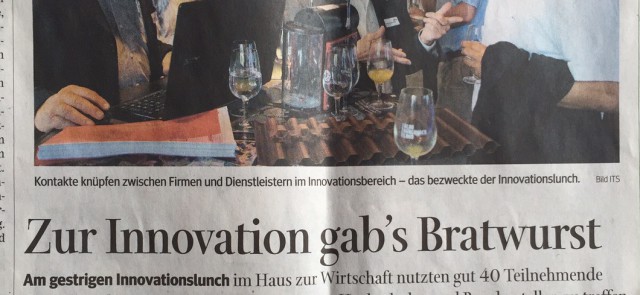 Kontakte knüpfen zwischen Firmen und Dienstleistern im Innovationsbereich – das bezweckte der Innovationslunch. Bild ITS
Zur Innovation gab's Bratwurst
Am gestrigen Innovationslunch im Haus zur Wirtschaft nutzten gut 40 Teilnehmende